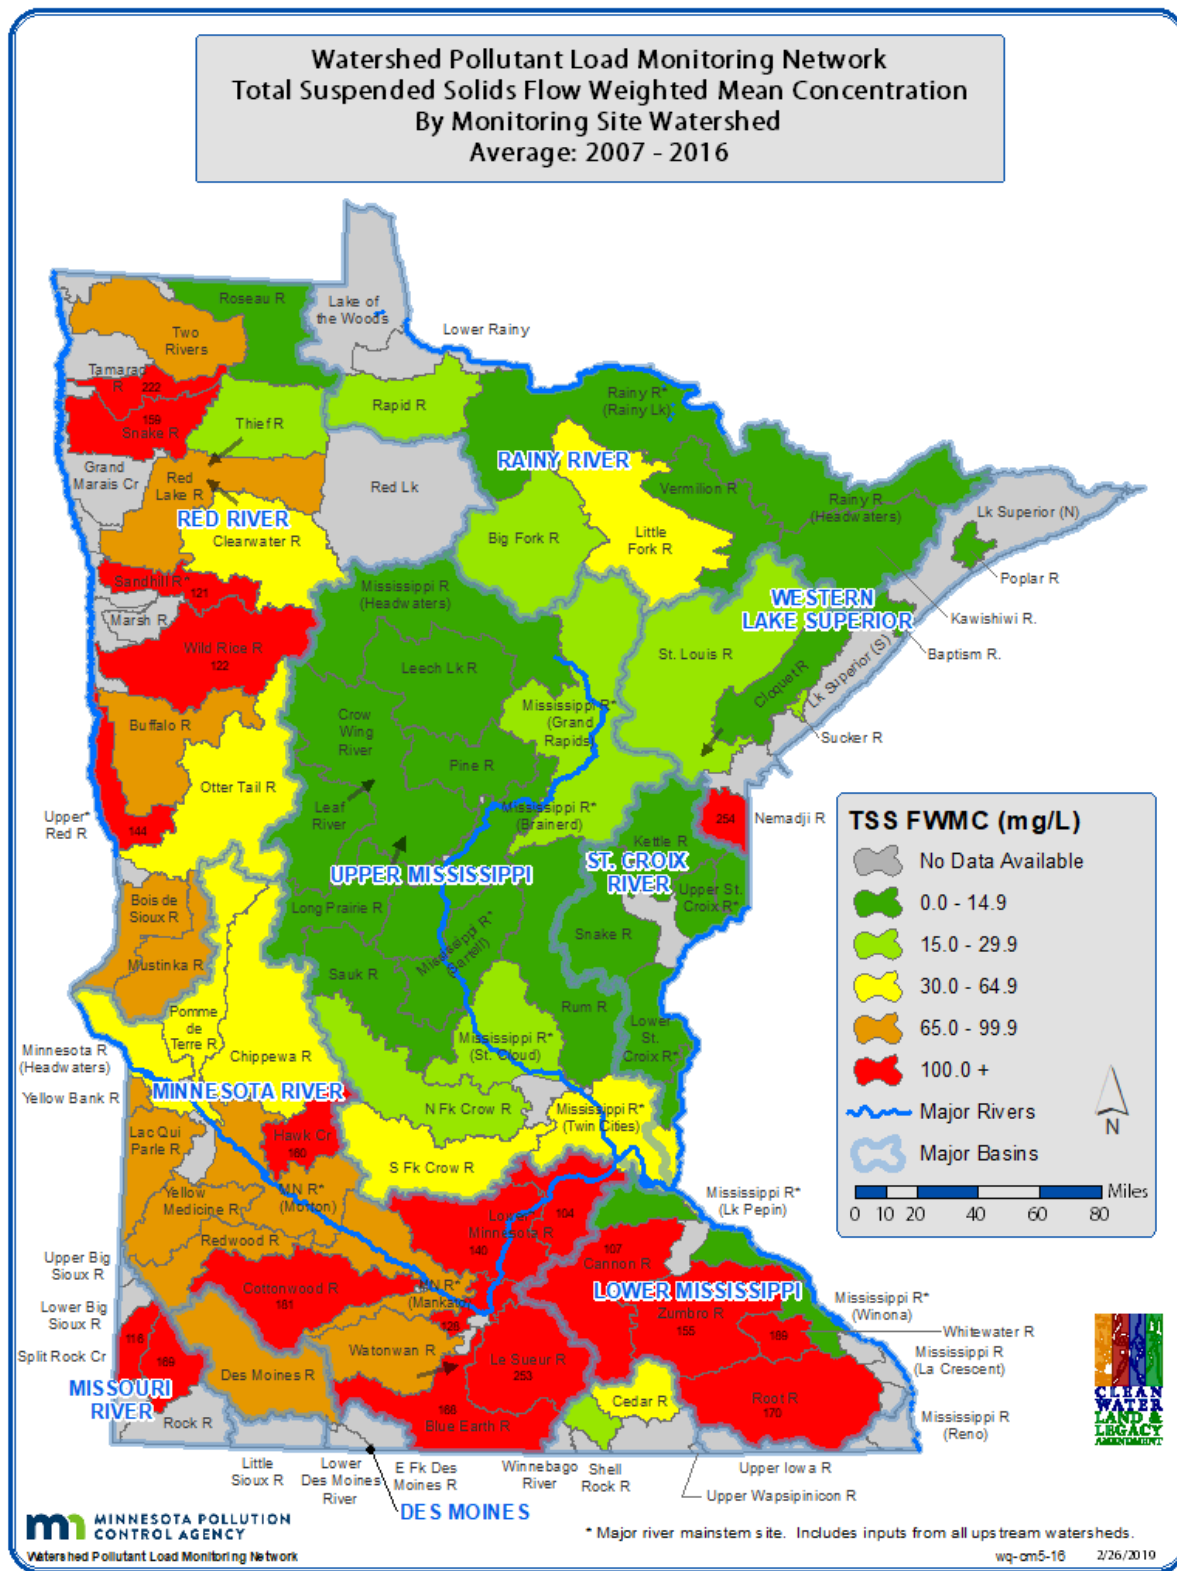 Watershed Pollutant Load Monitoring Network
Total Suspended Solids Flow Weighted Mean Concentration
By Monitoring Site Watershed
Average: 2007 - 2016
Roseau R
Lake of
the Woods
Two
Rivers
Lower Rainy
Tamarac
R
222
Rainy R*
(Rainy Lk)
Rapid R
159
Snake R
Thief R
Grand
Marais Cr
Red
Lake R
Red Lk
RAINY RIVER
Vermilion R
Rainy R
(Headwaters)
Lk Superior (N)
RED RIVER
Clearwater R
Big Fork R
Little
Fork R
Poplar R
Sandhill R*
121
Mississippi R
(Headwaters)
WESTERN
LAKE SUPERIOR
Kawishiwi R.
Marsh R
Wild Rice R
122
Leech Lk R
St. Louis R
Baptism R.
Lk Superior (S)
Cloquet R
Buffalo R
Crow
Wing
River
Mississippi R*
(Grand
Rapids)
Sucker R
Pine R
Otter Tail R
Leaf
River
Mississippi R*
(Brainerd)
Upper*
Red R
144
254
Nemadji R
Kettle R
ST. CROIX
RIVER
UPPER MISSISSIPPI
Upper St.
Croix R*
Bois de
Sioux R
Long Prairie R
Mississippi R*
(Sartell)
Snake R
Mustinka R
Sauk R
Rum R
Pomme
de
Terre R
Chippewa R
Mississippi R*
(St. Cloud)
Lower
St.
Croix R*
Minnesota R
(Headwaters)
MINNESOTA RIVER
Yellow Bank R
N Fk Crow R
Mississippi R*
(Twin Cities)
Lac Qui
Parle R
Hawk Cr
180
S Fk Crow R
Yellow
Medicine R
MN R*
(Morton)
Mississippi R*
(Lk Pepin)
Lower*
Minnesota R
104
140
Redwood R
107
Cannon R
Upper Big
Sioux R
Cottonwood R
161
MN R*
(Mankato)
LOWER MISSISSIPPI
Zumbro R
155
Mississippi R*
(Winona)
Lower Big
Sioux R
126
189
Whitewater R
Split Rock Cr
116
169
Watonwan R
Le Sueur R
253
Mississippi R
(La Crescent)
Des Moines R
MISSOURI
RIVER
Cedar R
Root R
170
Rock R
168
Blue Earth R
Mississippi R
(Reno)
Little
Sioux R
Lower
Des Moines
River
E Fk Des
Moines R
Winnebago
River
Shell
Rock R
Upper Iowa R
Upper Wapsipinicon R
DES MOINES
TSS FWMC (mg/L)
No Data Available
0.0 - 14.9
15.0 - 29.9
30.0 - 64.9
65.0 - 99.9
100.0 +
Major Rivers
Major Basins
N
Miles
0 10 20 40 60 80
CLEAN
WATER
LAND &
LEGACY
AMENDMENT
MINNESOTA POLLUTION
CONTROL AGENCY
Watershed Pollutant Load Monitoring Network
* Major river mainstem site. Includes inputs from all upstream watersheds.
wq-cm5-16 2/26/2019